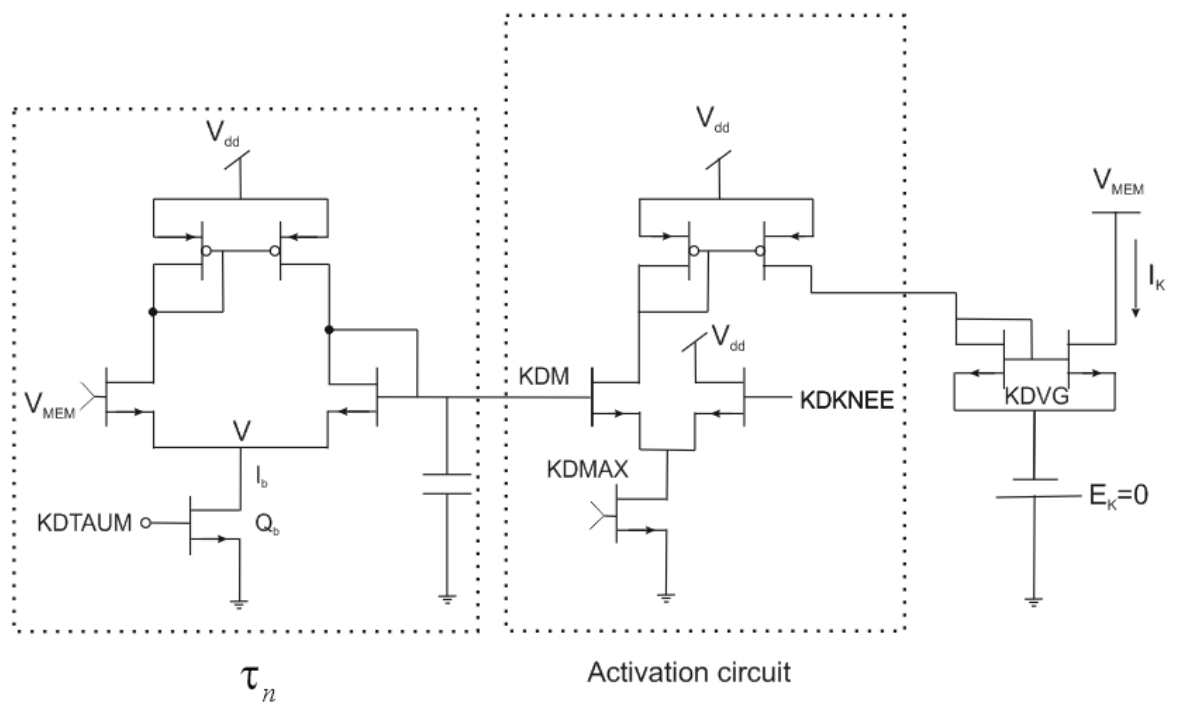 V_dd
V_dd
V_MEM
I_K
V_dd
KDM
V_MEM
KDKNEE
KDVG
V
KDMAX
I_b
E_K=0
KDTAUM
Q_b
τ_n
Activation circuit